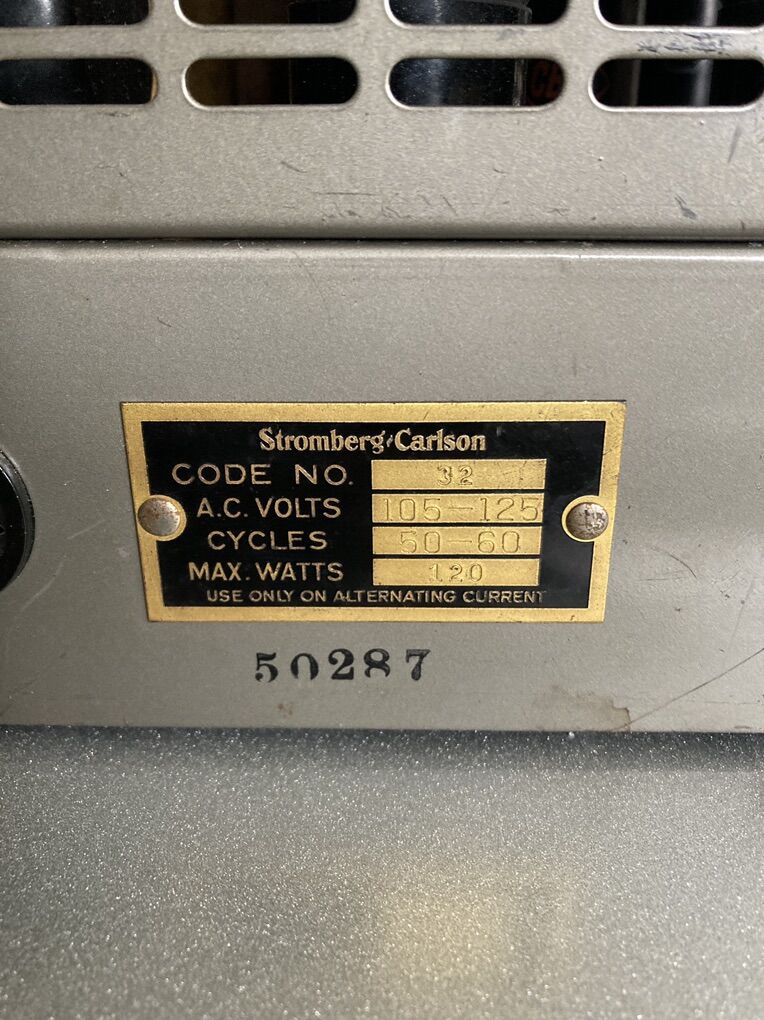 Stromberg-Carlson
CODE NO. 32
A.C. VOLTS 105-125
CYCLES 50-60
MAX. WATTS 120
USE ONLY ON ALTERNATING CURRENT
50287